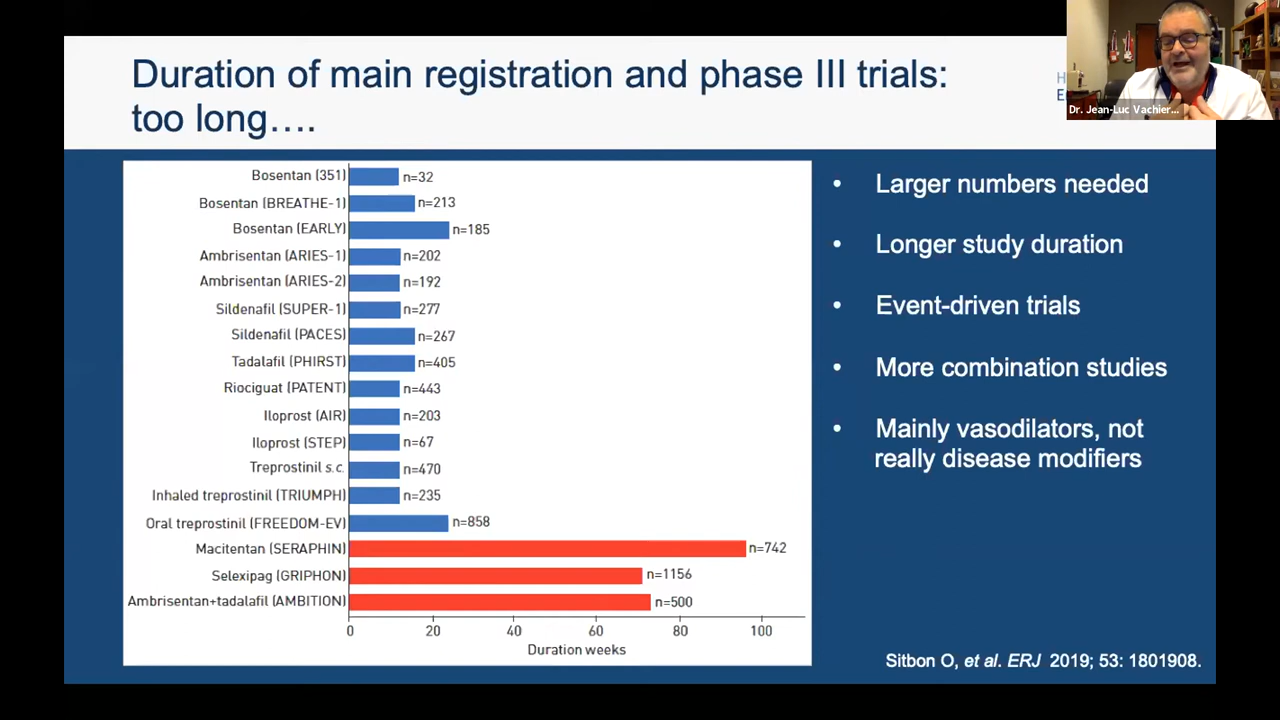 Duration of main registration and phase III trials:
too long….
H
E
Dr. Jean-Luc Vachier...
Bosentan (351) n=32
Bosentan (BREATHE-1) n=213
Bosentan (EARLY) n=185
Ambrisentan (ARIES-1) n=202
Ambrisentan (ARIES-2) n=192
Sildenafil (SUPER-1) n=277
Sildenafil (PACES) n=267
Tadalafil (PHIRST) n=405
Riociguat (PATENT) n=443
Iloprost (AIR) n=203
Iloprost (STEP) n=67
Treprostinil s.c. n=470
Inhaled treprostinil (TRIUMPH) n=235
Oral treprostinil (FREEDOM-EV) n=858
Macitentan (SERAPHIN) n=742
Selexipag (GRIPHON) n=1156
Ambrisentan+tadalafil (AMBITION) n=500
0 20 40 60 80 100
Duration weeks
• Larger numbers needed
• Longer study duration
• Event-driven trials
• More combination studies
• Mainly vasodilators, not
really disease modifiers
Sitbon O, et al. ERJ 2019; 53: 1801908.